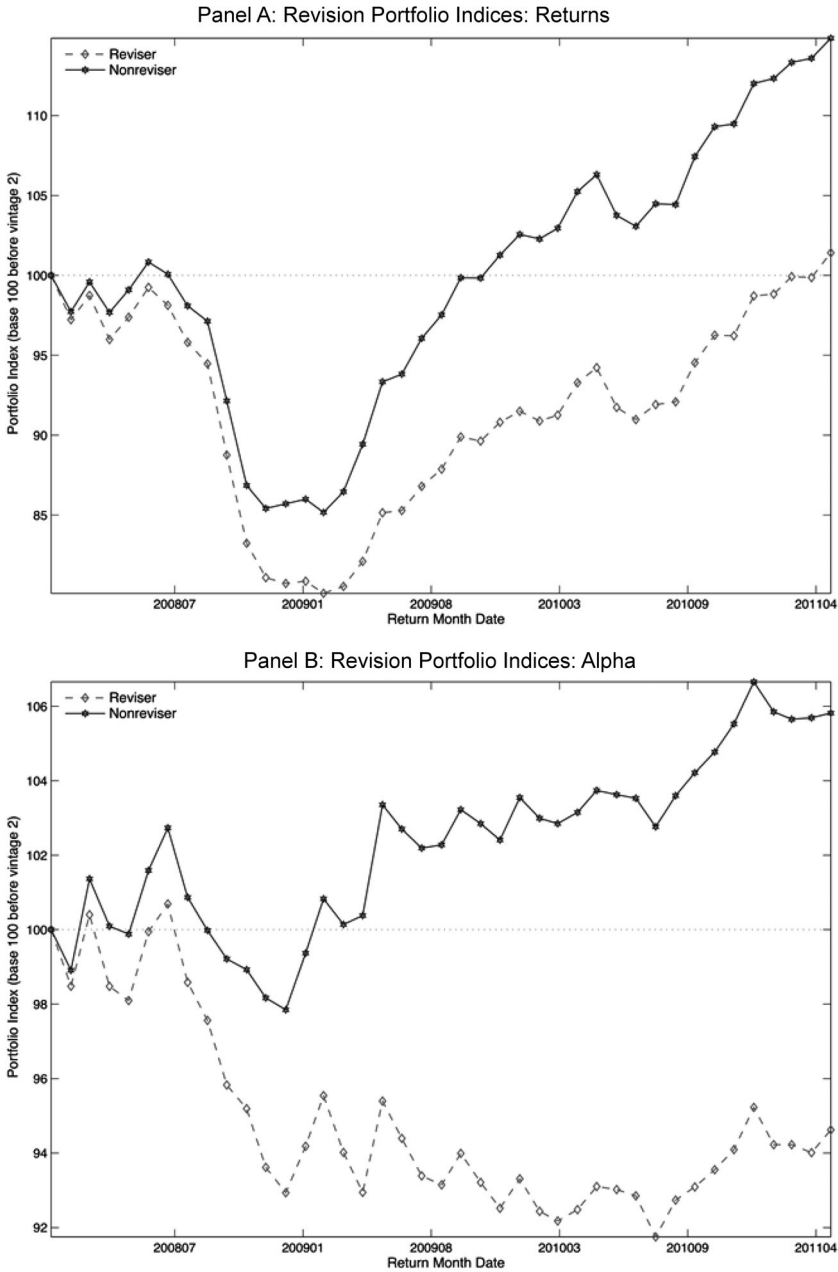 Panel A: Revision Portfolio Indices: Returns
Reviser
Nonreviser
110
105
100
95
90
85
Portfolio Index (base 100 before vintage 2)
200807
200901
200908
201003
201009
201104
Return Month Date
Panel B: Revision Portfolio Indices: Alpha
Reviser
Nonreviser
106
104
102
100
98
96
94
92
Portfolio Index (base 100 before vintage 2)
200807
200901
200908
201003
201009
201104
Return Month Date